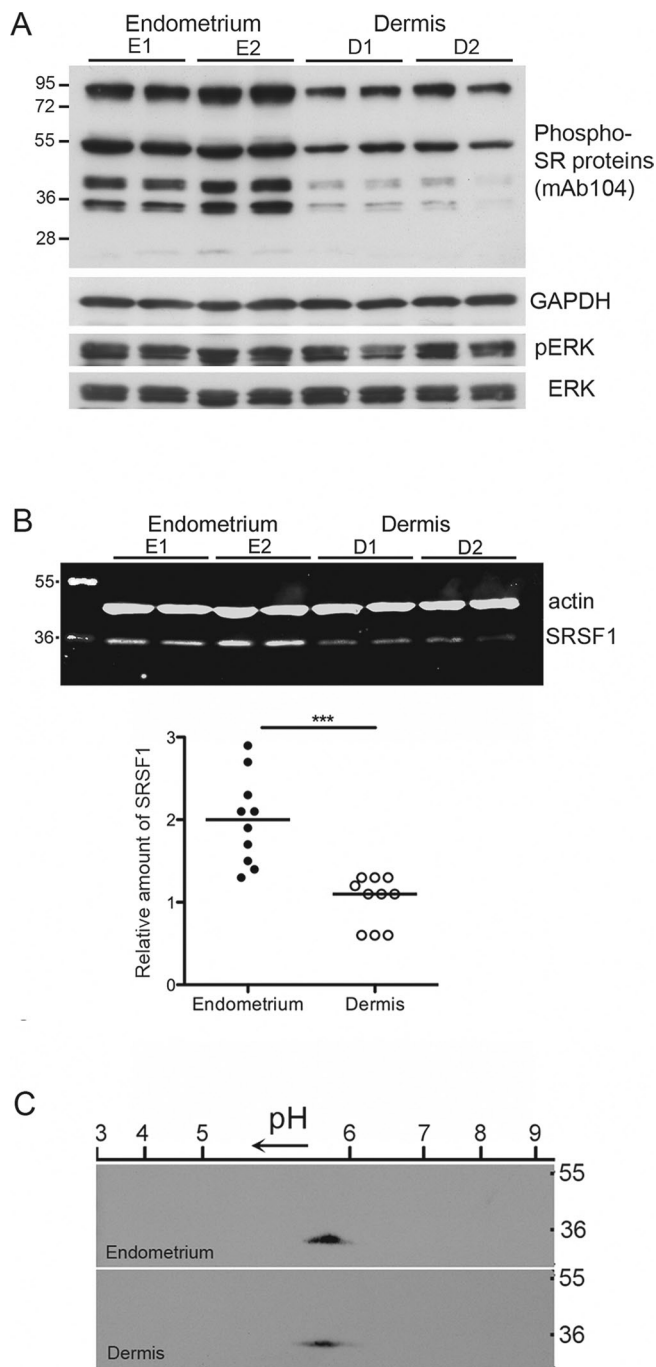 A
Endometrium Dermis
E1 E2 D1 D2
95
72
55
36
28
Phospho-
SR proteins
(mAb104)
GAPDH
pERK
ERK
B
Endometrium Dermis
E1 E2 D1 D2
55
36
actin
SRSF1
***
3
2
1
0
Relative amount of SRSF1
Endometrium Dermis
C
pH
3 4 5 6 7 8 9
55
36
Endometrium
55
36
Dermis